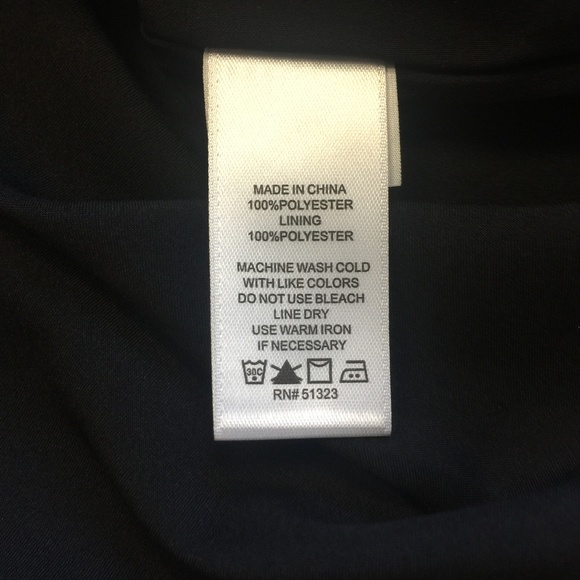 MADE IN CHINA
100%POLYESTER
LINING
100%POLYESTER
MACHINE WASH COLD
WITH LIKE COLORS
DO NOT USE BLEACH
LINE DRY
USE WARM IRON
IF NECESSARY
30C
RN# 51323